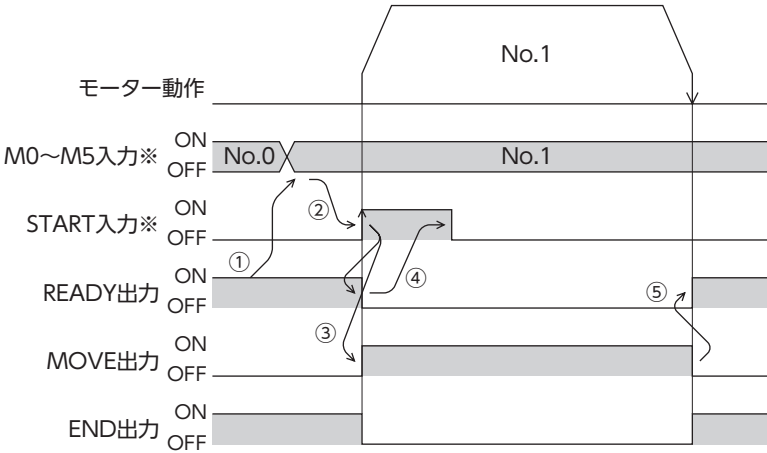 No.1
モーター動作
M0～M5入力※ ON OFF No.0 No.1
START入力※ ON OFF ②
① ④
READY出力 ON OFF ⑤
③
MOVE出力 ON OFF
END出力 ON OFF